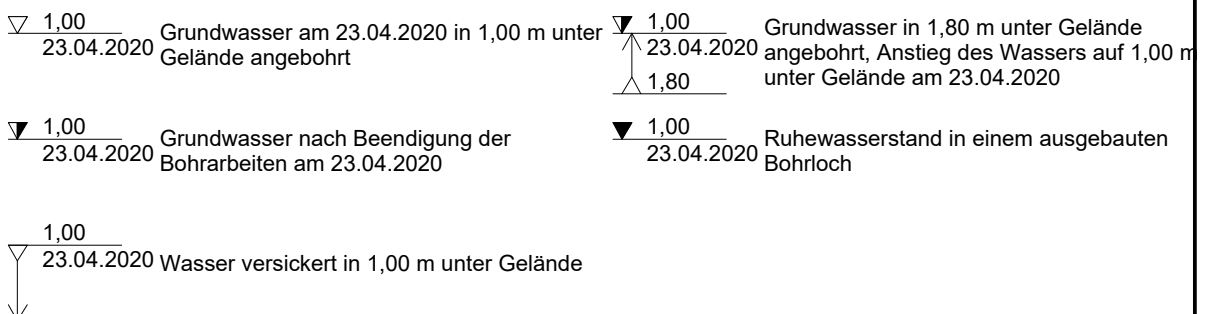 1,00
23.04.2020
Grundwasser am 23.04.2020 in 1,00 m unter
Gelände angebohrt
1,00
23.04.2020
1,80
Grundwasser in 1,80 m unter Gelände
angebohrt, Anstieg des Wassers auf 1,00 m
unter Gelände am 23.04.2020
1,00
23.04.2020
Grundwasser nach Beendigung der
Bohrarbeiten am 23.04.2020
1,00
23.04.2020
Ruhewasserstand in einem ausgebauten
Bohrloch
1,00
23.04.2020
Wasser versickert in 1,00 m unter Gelände